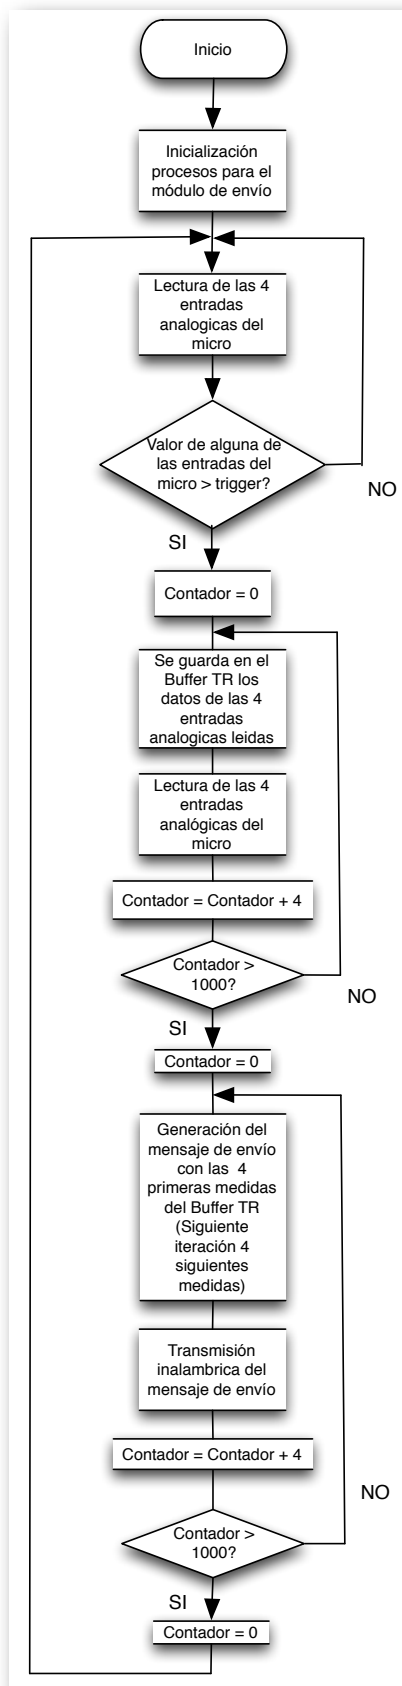 Inicio
Inicialización
procesos para el
módulo de envío
Lectura de las 4
entradas
analogicas del
micro
Valor de alguna de
las entradas del
micro > trigger?
NO
SI
Contador = 0
Se guarda en el
Buffer TR los
datos de las 4
entradas
analogicas leidas
Lectura de las 4
entradas
analógicas del
micro
Contador = Contador + 4
Contador >
1000?
NO
SI
Contador = 0
Generación del
mensaje de envío
con las 4
primeras medidas
del Buffer TR
(Siguiente
iteración 4
siguientes
medidas)
Transmisión
inalambrica del
mensaje de envío
Contador = Contador + 4
NO
Contador >
1000?
SI
Contador = 0